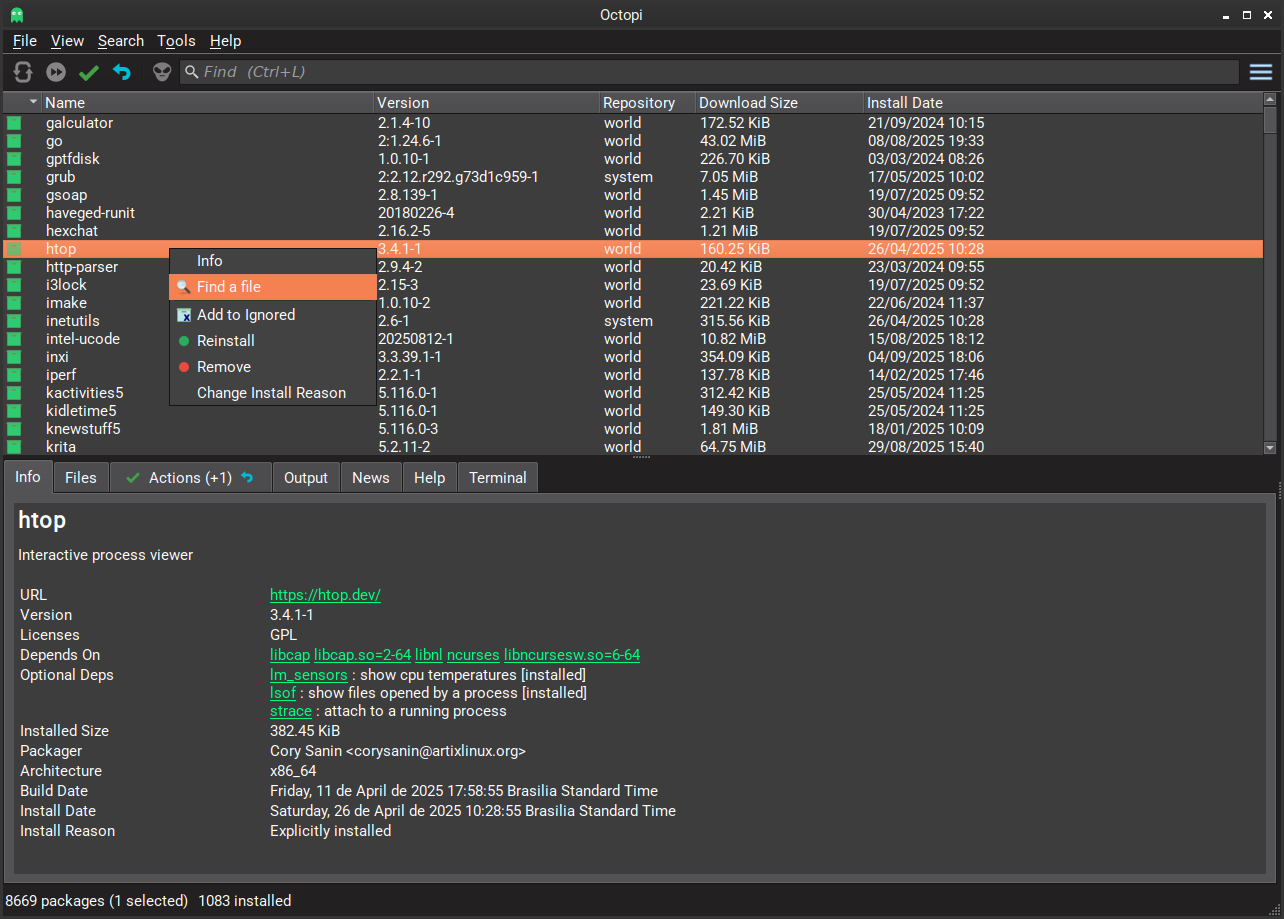 Octopi
File View Search Tools Help
Find (Ctrl+L)
Name Version Repository Download Size Install Date
galculator 2.1.4-10 world 172.52 KiB 21/09/2024 10:15
go 2:1.24.6-1 world 43.02 MiB 08/08/2025 19:33
gptfdisk 1.0.10-1 world 226.70 KiB 03/03/2024 08:26
grub 2:2.12.r292.g73d1c959-1 system 7.05 MiB 17/05/2025 10:02
gsoap 2.8.139-1 world 1.45 MiB 19/07/2025 09:52
haveged-runit 20180226-4 world 2.21 KiB 30/04/2023 17:22
hexchat 2.16.2-5 world 1.21 MiB 19/07/2025 09:52
htop 3.4.1-1 world 160.25 KiB 26/04/2025 10:28
http-parser 2.9.4-2 world 20.42 KiB 23/03/2024 09:55
i3lock 2.15-3 world 23.69 KiB 19/07/2025 09:52
imake 1.0.10-2 world 221.22 KiB 22/06/2024 11:37
inetutils 2.6-1 system 315.56 KiB 26/04/2025 10:28
intel-ucode 20250812-1 world 10.82 MiB 15/08/2025 18:12
inxi 3.3.39.1-1 world 354.09 KiB 04/09/2025 18:06
iperf 2.2.1-1 world 137.78 KiB 14/02/2025 17:46
kactivities5 5.116.0-1 world 312.42 KiB 25/05/2024 11:25
kidletime5 5.116.0-1 world 149.30 KiB 25/05/2024 11:25
knewstuff5 5.116.0-3 world 1.81 MiB 18/01/2025 10:09
krita 5.2.11-2 world 64.75 MiB 29/08/2025 15:40
Info
Find a file
Add to Ignored
Reinstall
Remove
Change Install Reason
Info Files Actions (+1) Output News Help Terminal
htop
Interactive process viewer
URL https://htop.dev/
Version 3.4.1-1
Licenses GPL
Depends On libcap libcap.so=2-64 libnl ncurses libncursesw.so=6-64
Optional Deps lm_sensors : show cpu temperatures [installed]
lsof : show files opened by a process [installed]
strace : attach to a running process
Installed Size 382.45 KiB
Packager Cory Sanin <corysanin@artixlinux.org>
Architecture x86_64
Build Date Friday, 11 de April de 2025 17:58:55 Brasilia Standard Time
Install Date Saturday, 26 de April de 2025 10:28:55 Brasilia Standard Time
Install Reason Explicitly installed
8669 packages (1 selected) 1083 installed